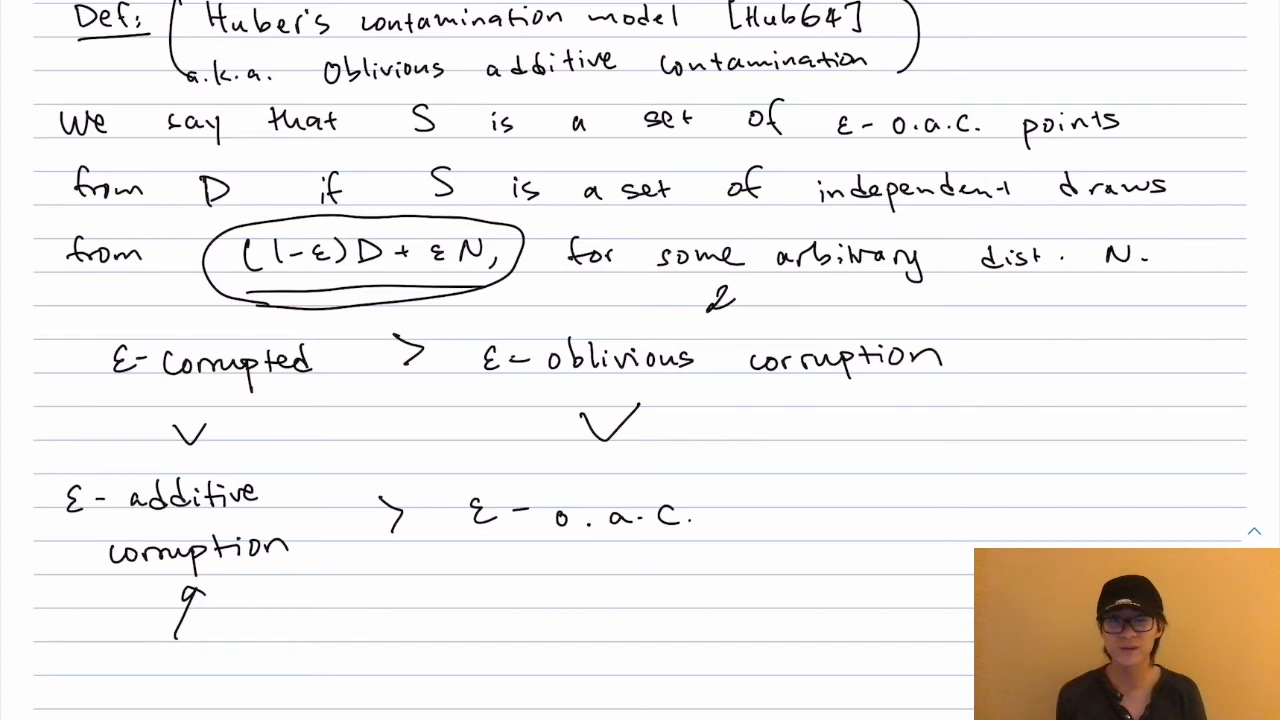 Def: (Huber's contamination model [Hub64]
a.k.a. Oblivious additive contamination)
We say that S is a set of ε-o.a.c. points
from D if S is a set of independent draws
from (1-ε)D + εN, for some arbitrary dist. N.
2
ε-corrupted > ε-oblivious corruption
∨ ∨
ε-additive > ε-o.a.c.
corruption